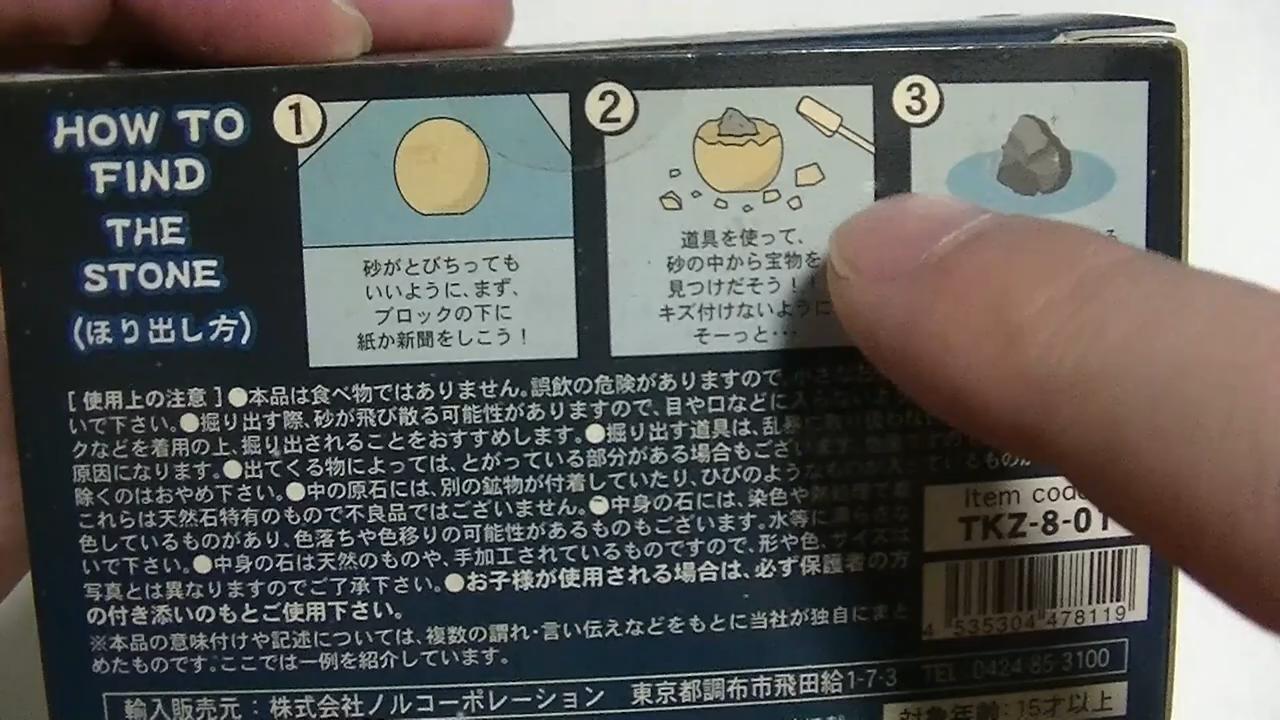 HOW TO
FIND
THE
STONE
(ほり出し方)
1
砂がとびちっても
いいように、まず、
ブロックの下に
紙か新聞をしこう!
2
道具を使って、
砂の中から宝物を
見つけだそう!
キズ付けないように
そーっと…
3
[使用上の注意]●本品は食べ物ではありません。誤飲の危険がありますので、
いで下さい。●掘り出す際、砂が飛び散る可能性がありますので、目や口などに
クなどを着用の上、掘り出されることをおすすめします。●掘り出す道具は、乱
原因になります。●出てくる物によっては、とがっている部分がある場合もござい
除くのはおやめ下さい。●中の原石には、別の鉱物が付着していたり、ひびのような
これらは天然石特有のもので不良品ではございません。●中身の石には、染色や
色しているものがあり、色落ちや色移りの可能性があるものもございます。水等に
いで下さい。●中身の石は天然のものや、手加工されているものですので、形や色、サイズは
写真とは異なりますのでご了承下さい。●お子様が使用される場合は、必ず保護者の方
の付き添いのもとご使用下さい。
※本品の意味付けや記述については、複数の謂れ・言い伝えなどをもとに当社が独自にまと
めたものです。ここでは一例を紹介しています。
Item code
TKZ-8-01
4 535304 478119
輸入販売元:株式会社ノルコーポレーション 東京都調布市飛田給1-7-3 TEL 0424-85-3100
対象年齢:15才以上